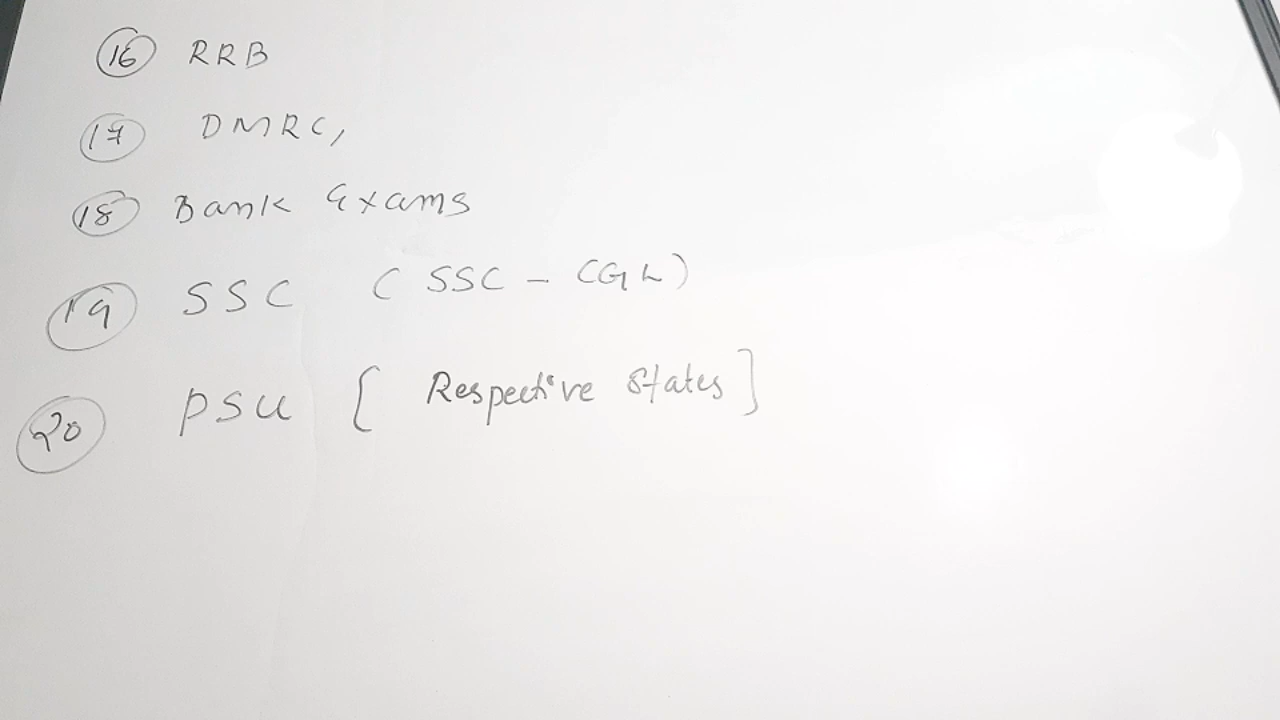 16 RRB
17 DMRC,
18 Bank Exams
19 SSC ( SSC - CGL )
20 PSU [ Respective States ]